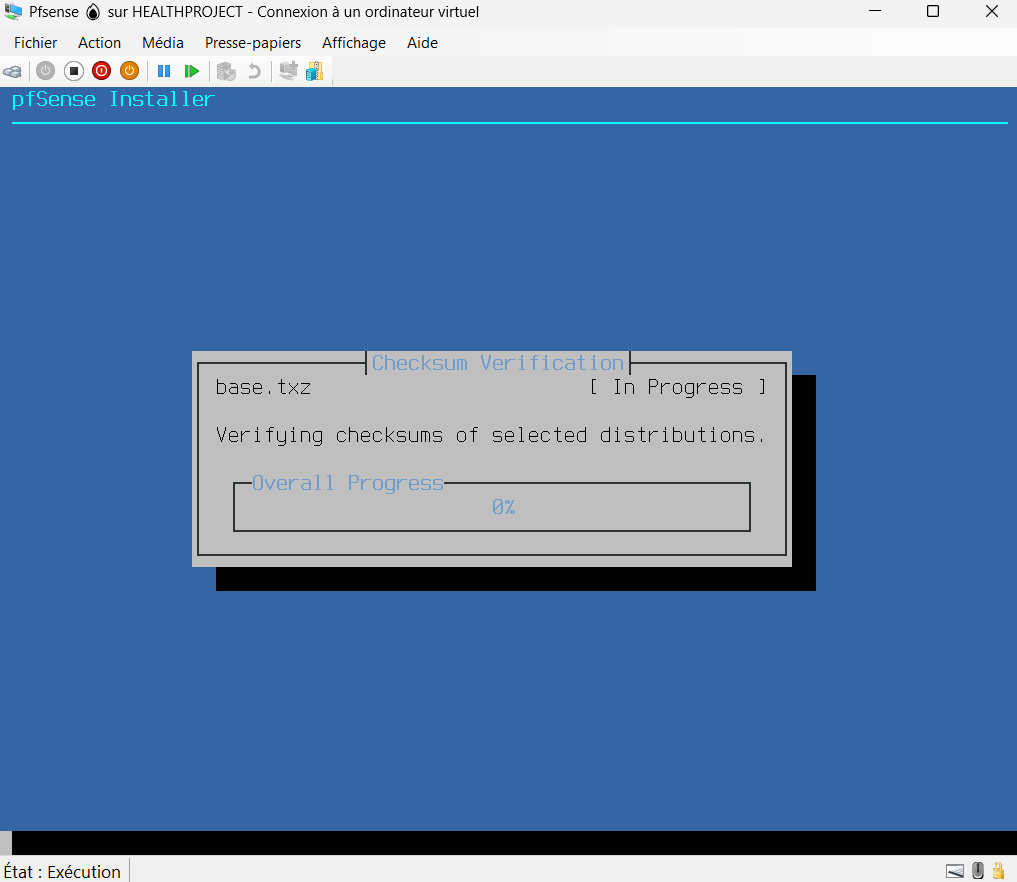 Pfsense sur HEALTHPROJECT - Connexion à un ordinateur virtuel
Fichier Action Média Presse-papiers Affichage Aide
pfSense Installer
Checksum Verification
base.txz [ In Progress ]
Verifying checksums of selected distributions.
Overall Progress
0%
État : Exécution